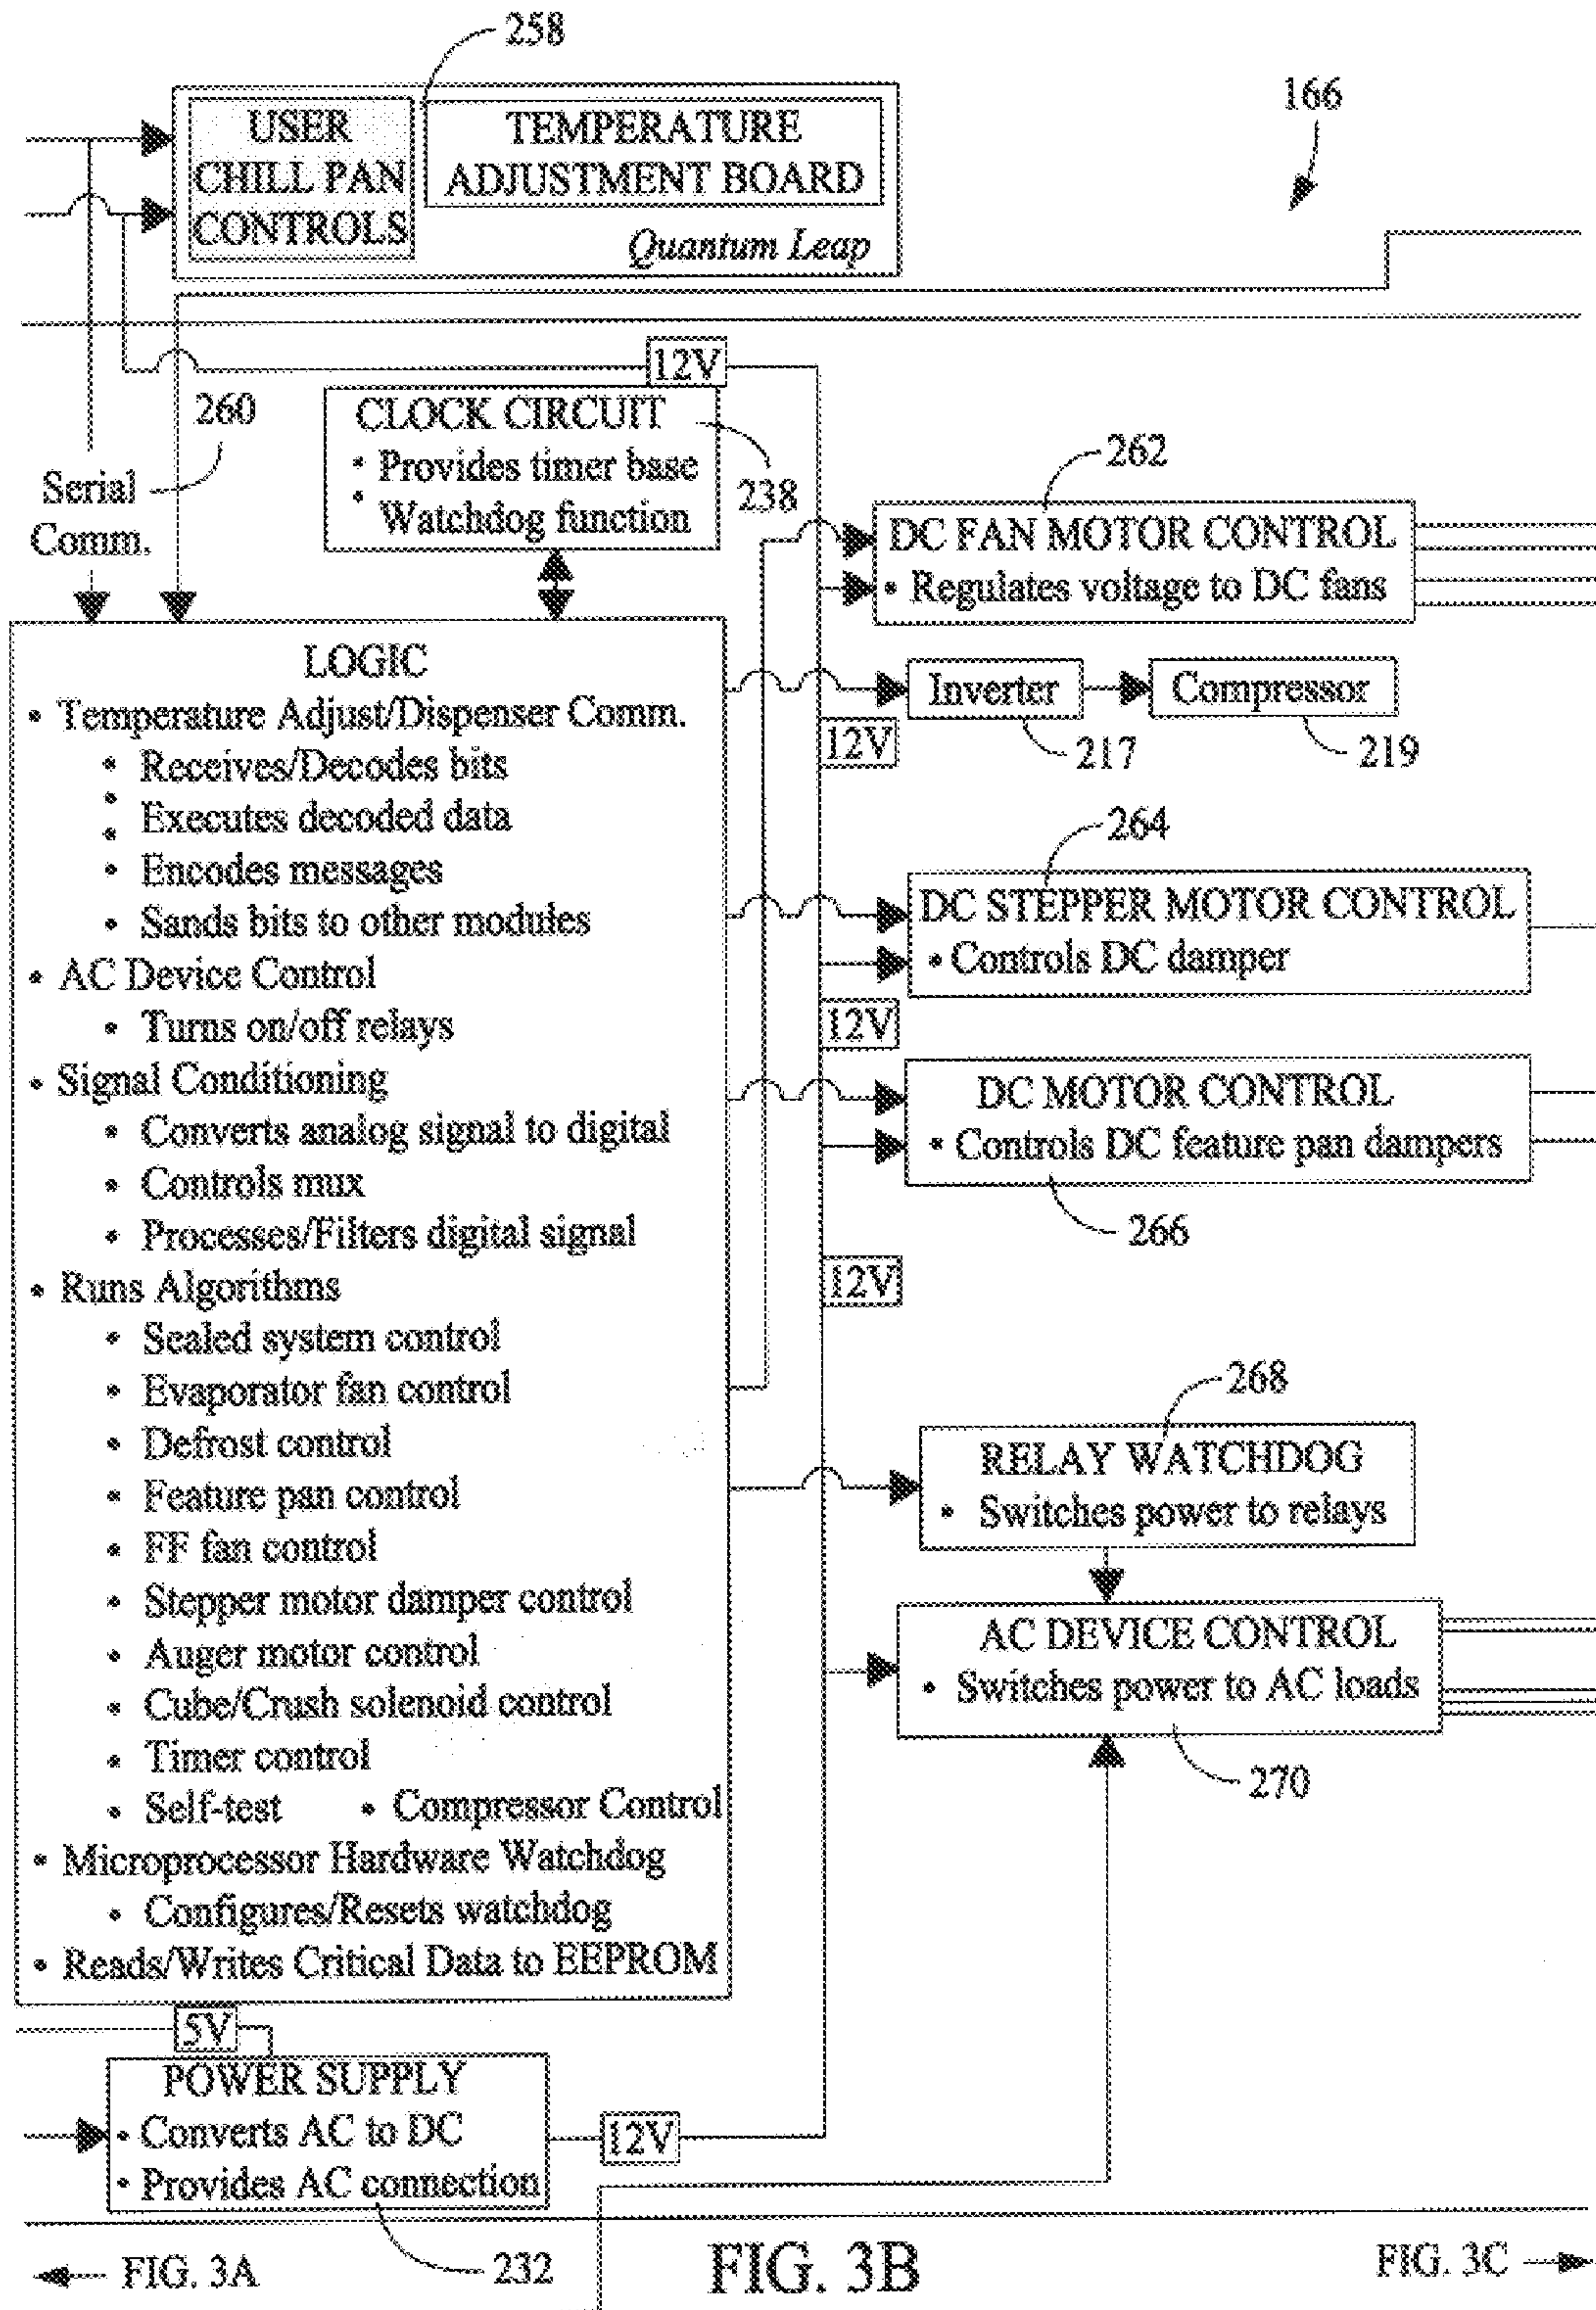 258
166
USER
CHILL PAN
CONTROLS
TEMPERATURE
ADJUSTMENT BOARD
Quantum Leap
12V
260
Serial
Comm.
CLOCK CIRCUIT
• Provides timer base
• Watchdog function
238
262
DC FAN MOTOR CONTROL
• Regulates voltage to DC fans
Inverter
Compressor
217
219
12V
264
DC STEPPER MOTOR CONTROL
• Controls DC damper
12V
DC MOTOR CONTROL
• Controls DC feature pan dampers
266
12V
268
RELAY WATCHDOG
• Switches power to relays
AC DEVICE CONTROL
• Switches power to AC loads
270
LOGIC
• Temperature Adjust/Dispenser Comm.
• Receives/Decodes bits
• Executes decoded data
• Encodes messages
• Sands bits to other modules
• AC Device Control
• Turns on/off relays
• Signal Conditioning
• Converts analog signal to digital
• Controls mux
• Processes/Filters digital signal
• Runs Algorithms
• Sealed system control
• Evaporator fan control
• Defrost control
• Feature pan control
• FF fan control
• Stepper motor damper control
• Auger motor control
• Cube/Crush solenoid control
• Timer control
• Self-test • Compressor Control
• Microprocessor Hardware Watchdog
• Configures/Resets watchdog
• Reads/Writes Critical Data to EEPROM
5V
POWER SUPPLY
• Converts AC to DC
• Provides AC connection
12V
232
FIG. 3A
FIG. 3B
FIG. 3C